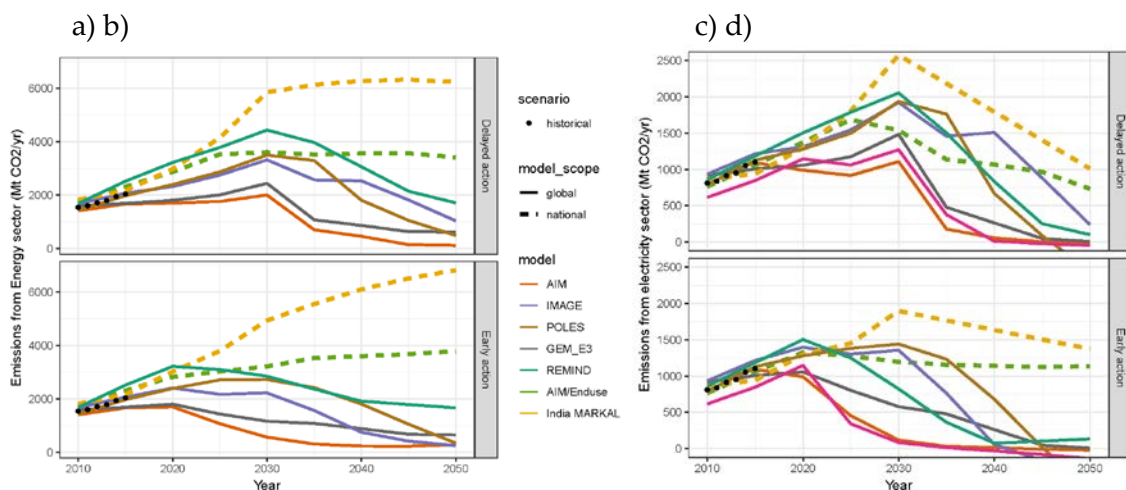 a) b)
c) d)
Emissions from Energy sector (Mt CO2/yr)
6000
4000
2000
0
Delayed action
6000
4000
2000
0
Early action
2010
2020
2030
2040
2050
Year
scenario
historical
model_scope
global
national
model
AIM
IMAGE
POLES
GEM_E3
REMIND
AIM/Enduse
India MARKAL
Emissions from electricity sector (Mt CO2/yr)
2500
2000
1500
1000
500
0
Delayed action
2500
2000
1500
1000
500
0
Early action
2010
2020
2030
2040
2050
Year